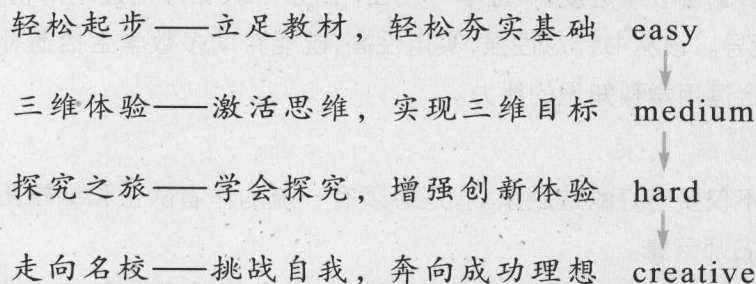 轻松起步——立足教材，轻松夯实基础 easy
三维体验——激活思维，实现三维目标 medium
探究之旅——学会探究，增强创新体验 hard
走向名校——挑战自我，奔向成功理想 creative